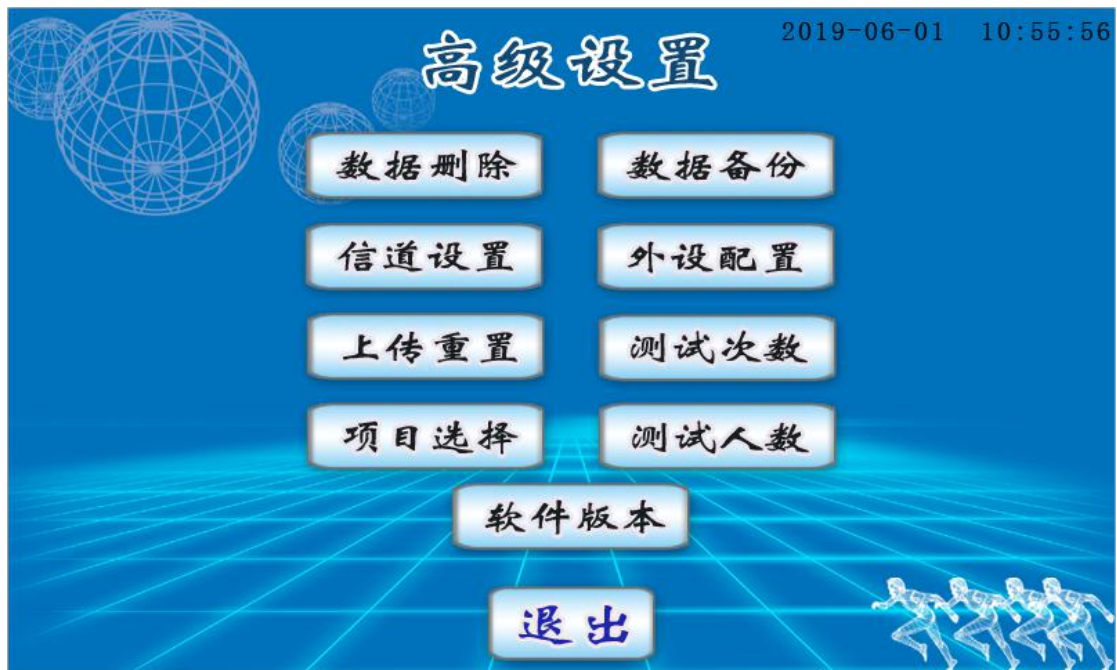 高级设置
2019-06-01 10:55:56
数据删除 数据备份
信道设置 外设配置
上传重置 测试次数
项目选择 测试人数
软件版本
退出